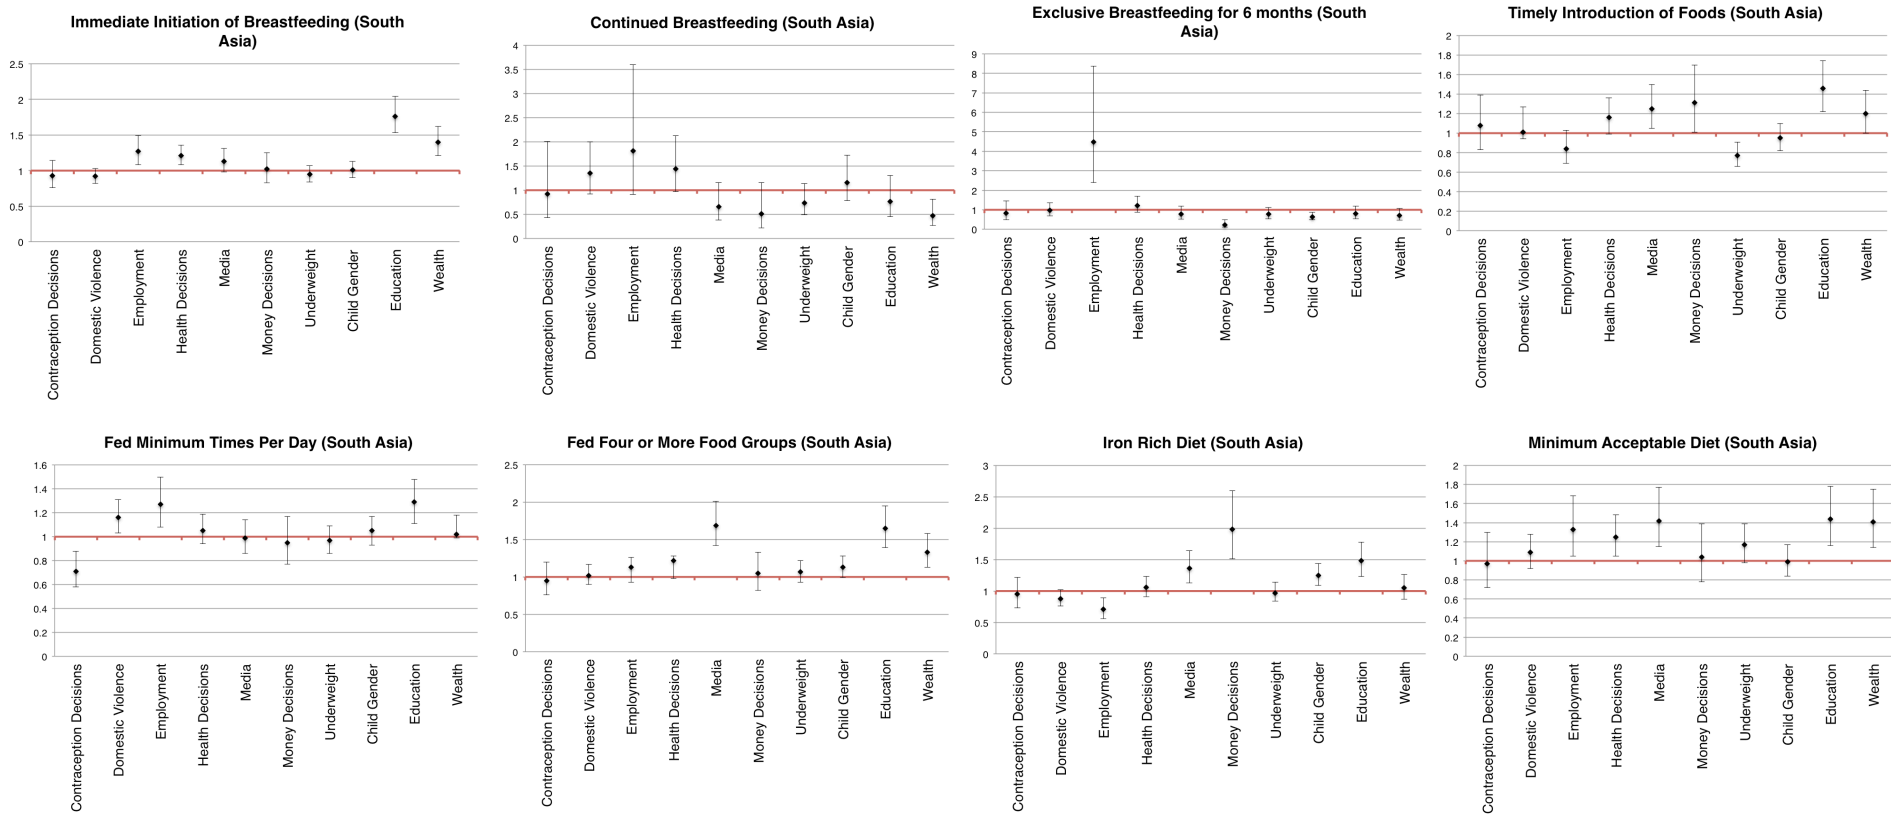 Immediate Initiation of Breastfeeding (South
Asia)
2.5
2
1.5
1
0.5
0
Contraception Decisions
Domestic Violence
Employment
Health Decisions
Media
Money Decisions
Underweight
Child Gender
Education
Wealth
Continued Breastfeeding (South Asia)
4
3.5
3
2.5
2
1.5
1
0.5
0
Contraception Decisions
Domestic Violence
Employment
Health Decisions
Media
Money Decisions
Underweight
Child Gender
Education
Wealth
Exclusive Breastfeeding for 6 months (South
Asia)
9
8
7
6
5
4
3
2
1
0
Contraception Decisions
Domestic Violence
Employment
Health Decisions
Media
Money Decisions
Underweight
Child Gender
Education
Wealth
Timely Introduction of Foods (South Asia)
2
1.8
1.6
1.4
1.2
1
0.8
0.6
0.4
0.2
0
Contraception Decisions
Domestic Violence
Employment
Health Decisions
Media
Money Decisions
Underweight
Child Gender
Education
Wealth
Fed Minimum Times Per Day (South Asia)
1.6
1.4
1.2
1
0.8
0.6
0.4
0.2
0
Contraception Decisions
Domestic Violence
Employment
Health Decisions
Media
Money Decisions
Underweight
Child Gender
Education
Wealth
Fed Four or More Food Groups (South Asia)
2.5
2
1.5
1
0.5
0
Contraception Decisions
Domestic Violence
Employment
Health Decisions
Media
Money Decisions
Underweight
Child Gender
Education
Wealth
Iron Rich Diet (South Asia)
3
2.5
2
1.5
1
0.5
0
Contraception Decisions
Domestic Violence
Employment
Health Decisions
Media
Money Decisions
Underweight
Child Gender
Education
Wealth
Minimum Acceptable Diet (South Asia)
2
1.8
1.6
1.4
1.2
1
0.8
0.6
0.4
0.2
0
Contraception Decisions
Domestic Violence
Employment
Health Decisions
Media
Money Decisions
Underweight
Child Gender
Education
Wealth